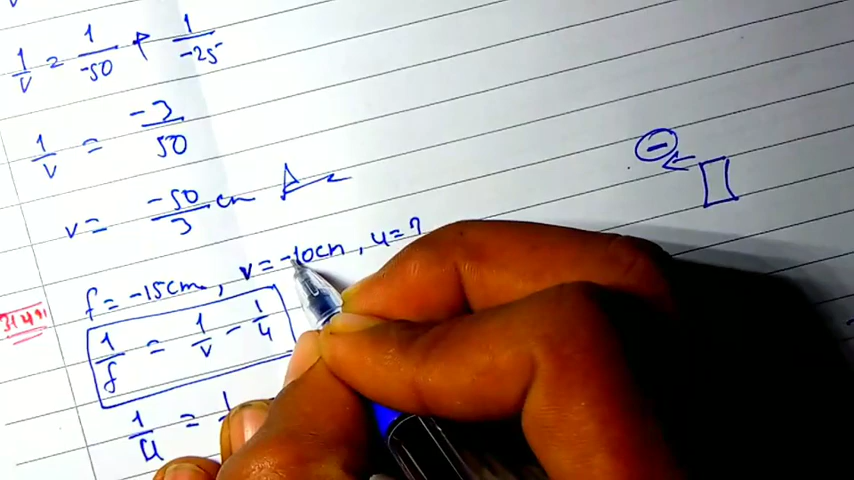 1/v = 1/-50 + 1/-25
1/v = -3/50
v = -50/3 cm
f = -15cm, v = -10cm, u = ?
1/f = 1/v - 1/u
1/u =
-